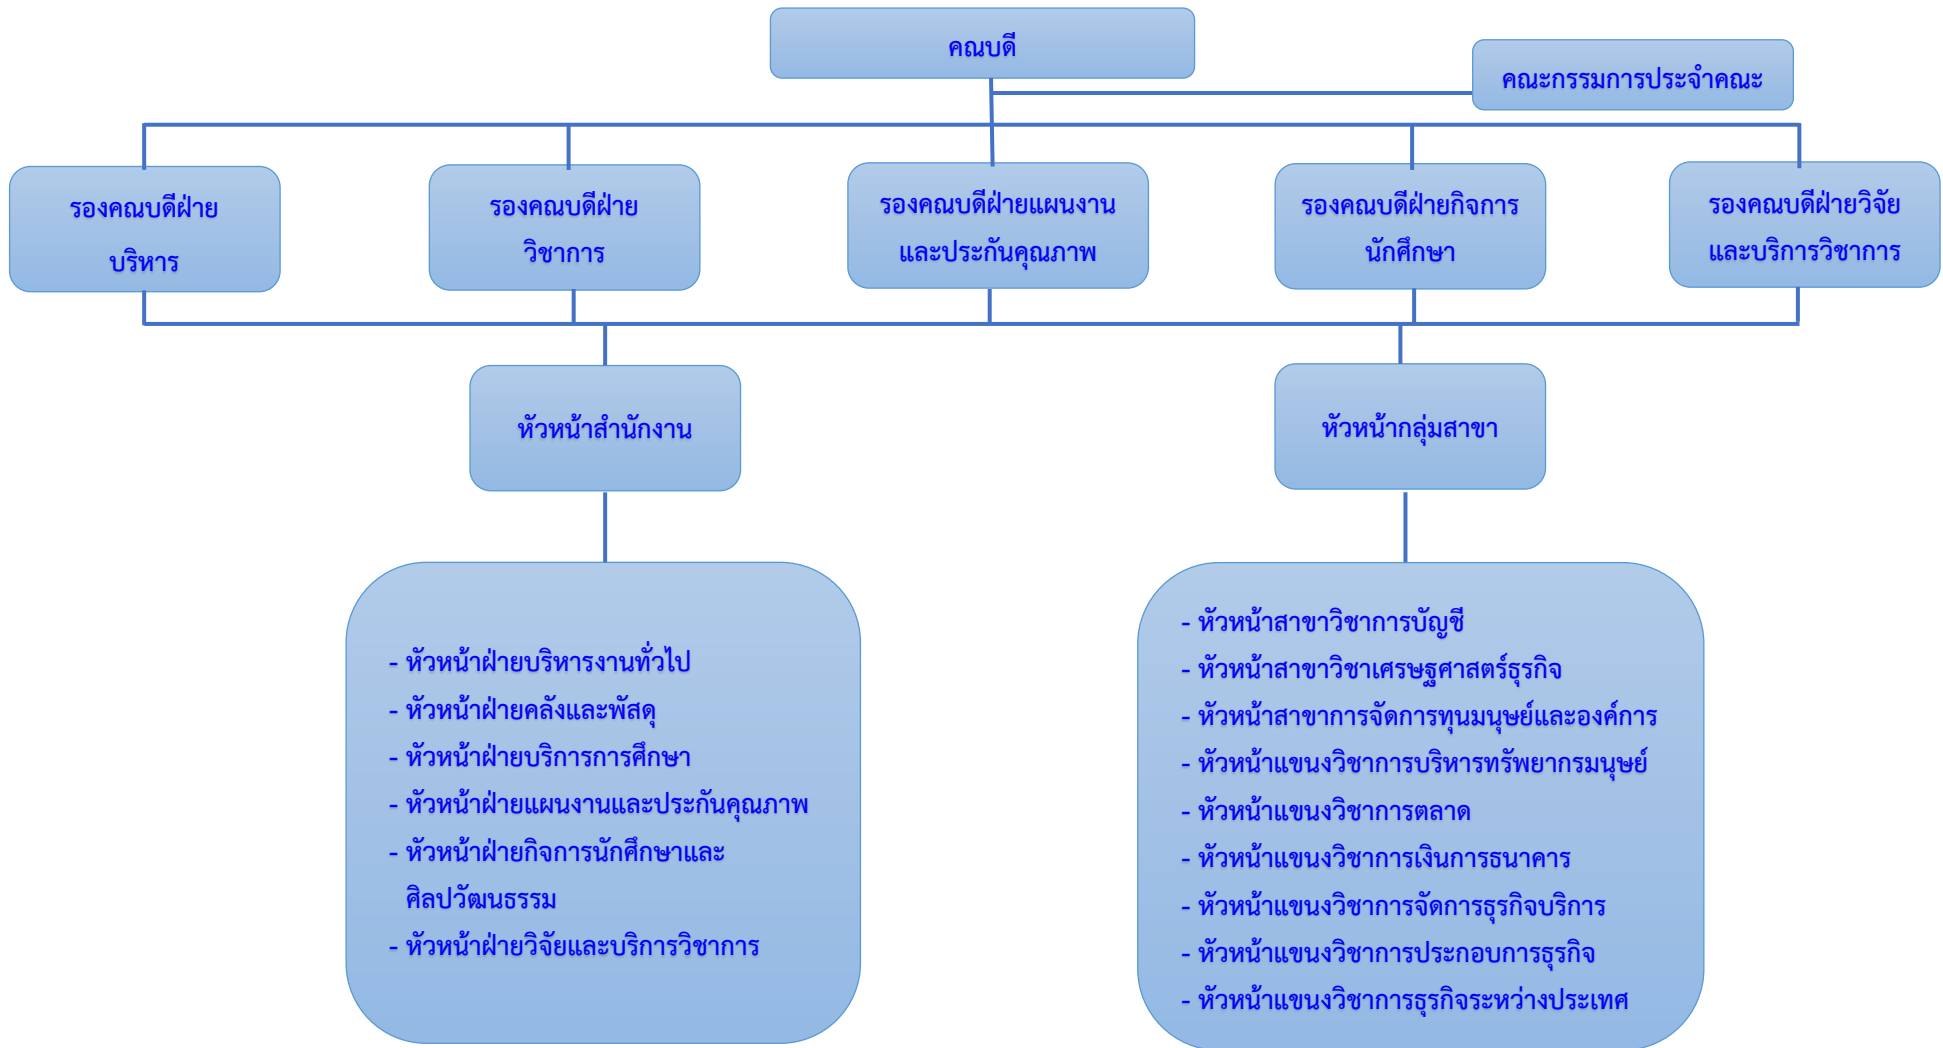 คณบดี
คณะกรรมการประจำคณะ
รองคณบดีฝ่าย
บริหาร
รองคณบดีฝ่าย
วิชาการ
รองคณบดีฝ่ายแผนงาน
และประกันคุณภาพ
รองคณบดีฝ่ายกิจการ
นักศึกษา
รองคณบดีฝ่ายวิจัย
และบริการวิชาการ
หัวหน้าสำนักงาน
หัวหน้ากลุ่มสาขา
- หัวหน้าฝ่ายบริหารงานทั่วไป
- หัวหน้าฝ่ายคลังและพัสดุ
- หัวหน้าฝ่ายบริการการศึกษา
- หัวหน้าฝ่ายแผนงานและประกันคุณภาพ
- หัวหน้าฝ่ายกิจการนักศึกษาและ
ศิลปวัฒนธรรม
- หัวหน้าฝ่ายวิจัยและบริการวิชาการ
- หัวหน้าสาขาวิชาการบัญชี
- หัวหน้าสาขาวิชาเศรษฐศาสตร์ธุรกิจ
- หัวหน้าสาขาการจัดการทุนมนุษย์และองค์การ
- หัวหน้าแขนงวิชาการบริหารทรัพยากรมนุษย์
- หัวหน้าแขนงวิชาการตลาด
- หัวหน้าแขนงวิชาการเงินการธนาคาร
- หัวหน้าแขนงวิชาการจัดการธุรกิจบริการ
- หัวหน้าแขนงวิชาการประกอบการธุรกิจ
- หัวหน้าแขนงวิชาการธุรกิจระหว่างประเทศ